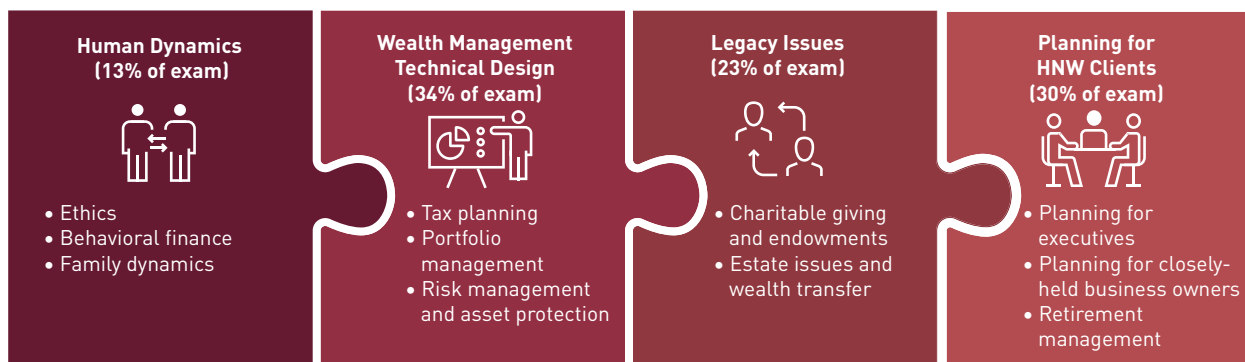 Human Dynamics
(13% of exam)
• Ethics
• Behavioral finance
• Family dynamics
Wealth Management
Technical Design
(34% of exam)
• Tax planning
• Portfolio
management
• Risk management
and asset protection
Legacy Issues
(23% of exam)
• Charitable giving
and endowments
• Estate issues and
wealth transfer
Planning for
HNW Clients
(30% of exam)
• Planning for
executives
• Planning for closely-
held business owners
• Retirement
management